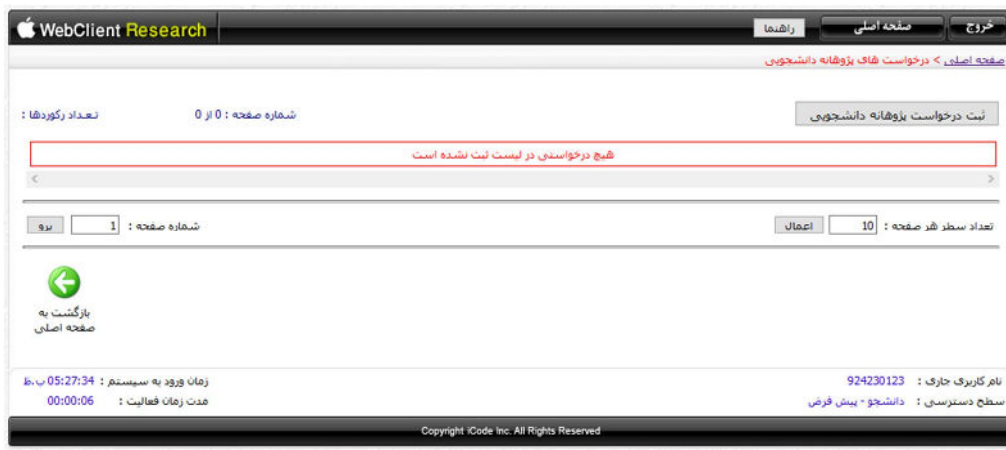 WebClient Research
خروج
صفحه اصلی
راهنما
صفحه اصلی > درخواست های پژوهانه دانشجویی
ثبت درخواست پژوهانه دانشجویی
شماره صفحه : 0 از 0
تعداد رکوردها :
هیچ درخواستی در لیست ثبت نشده است
تعداد سطر هر صفحه : 10 اعمال
شماره صفحه : 1 برو
بازگشت به
صفحه اصلی
نام کاربری جاری : 924230123
زمان ورود به سیستم : 05:27:34 ب.ظ
سطح دسترسی : دانشجو - پیش فرض
مدت زمان فعالیت : 00:00:06
Copyright iCode Inc. All Rights Reserved